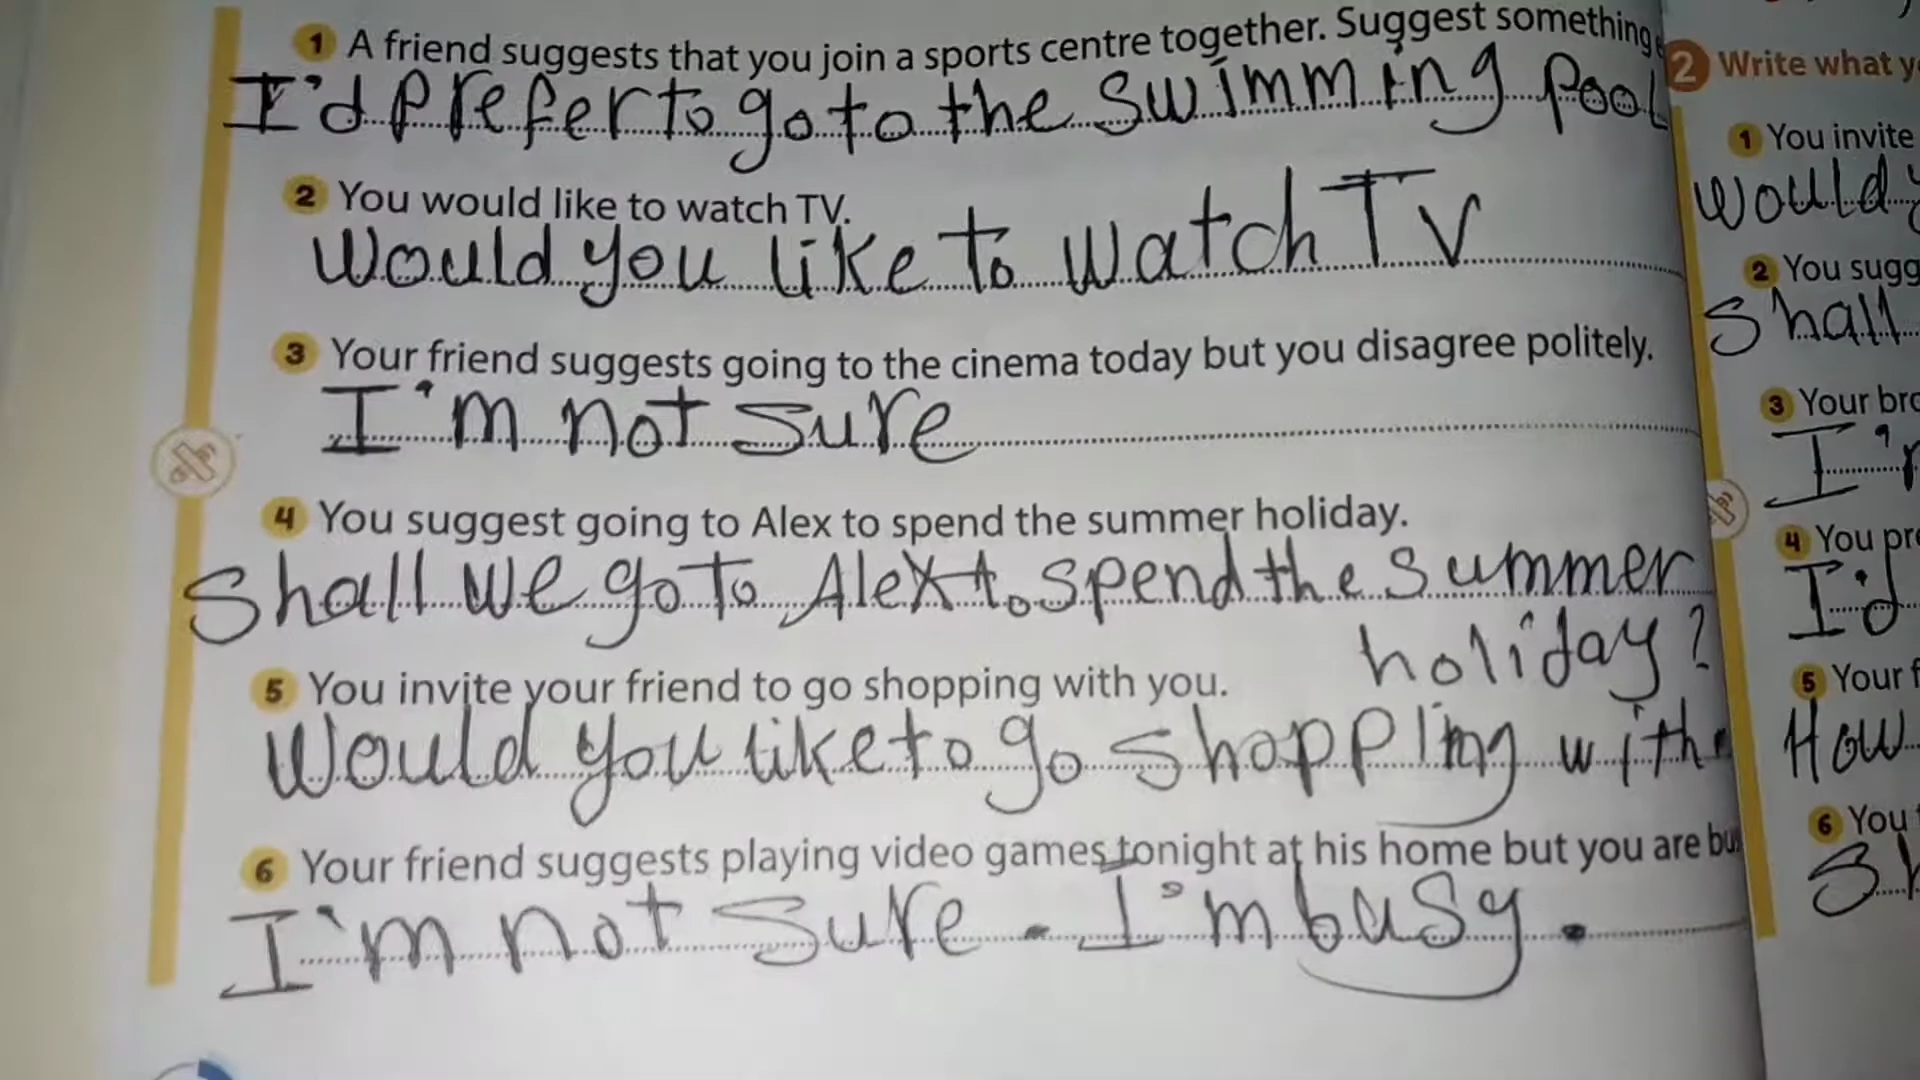 1 A friend suggests that you join a sports centre together. Suggest something
I'd prefer to go to the swimming pool
2 You would like to watch TV.
Would you like to watch TV
3 Your friend suggests going to the cinema today but you disagree politely.
I'm not sure
4 You suggest going to Alex to spend the summer holiday.
Shall we go to Alex to spend the summer
holiday?
5 You invite your friend to go shopping with you.
Would you like to go shopping with
6 Your friend suggests playing video games tonight at his home but you are
I'm not sure. I'm busy.
2 Write what
1 You invite
Would
2 You
Shall
3 Your
4 You
I'd
5 Your
How
6 You